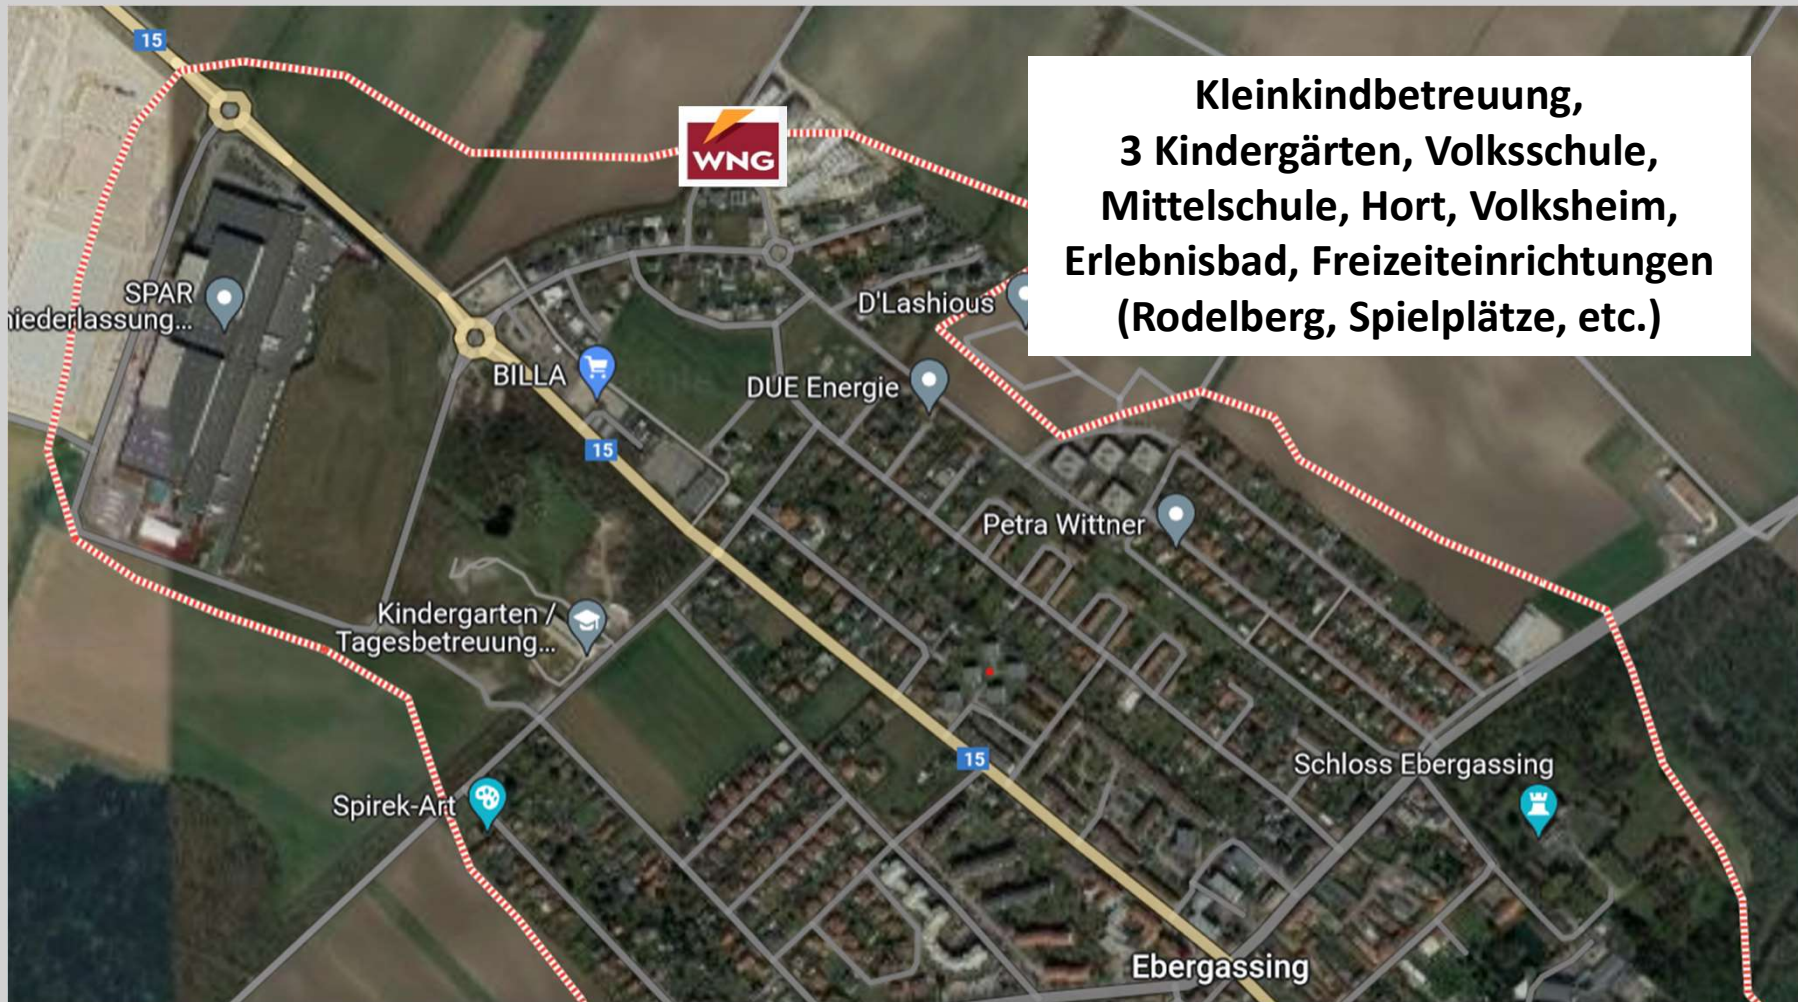 15
Kleinkindbetreuung,
3 Kindergärten, Volksschule,
Mittelschule, Hort, Volksheim,
Erlebnisbad, Freizeiteinrichtungen
(Rodelberg, Spielplätze, etc.)
WNG
SPAR
niederlassung...
D'Lashious
BILLA
DUE Energie
15
Petra Wittner
Kindergarten /
Tagesbetreuung...
15
Schloss Ebergassing
Spirek-Art
Ebergassing